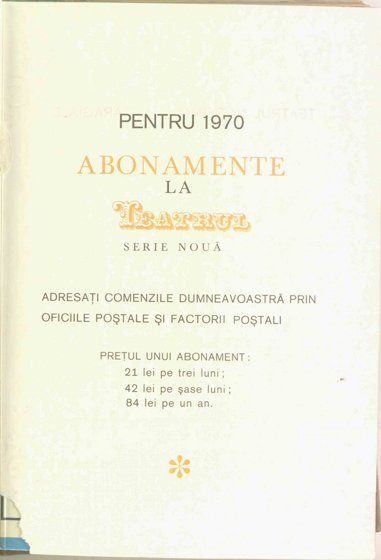 PENTRU 1970
ABONAMENTE
LA
TEATRUL
SERIE NOUĂ
ADRESAȚI COMENZILE DUMNEAVOASTRĂ PRIN
OFICIILE POȘTALE ȘI FACTORII POȘTALI
PREȚUL UNUI ABONAMENT:
21 lei pe trei luni;
42 lei pe șase luni;
84 lei pe un an.